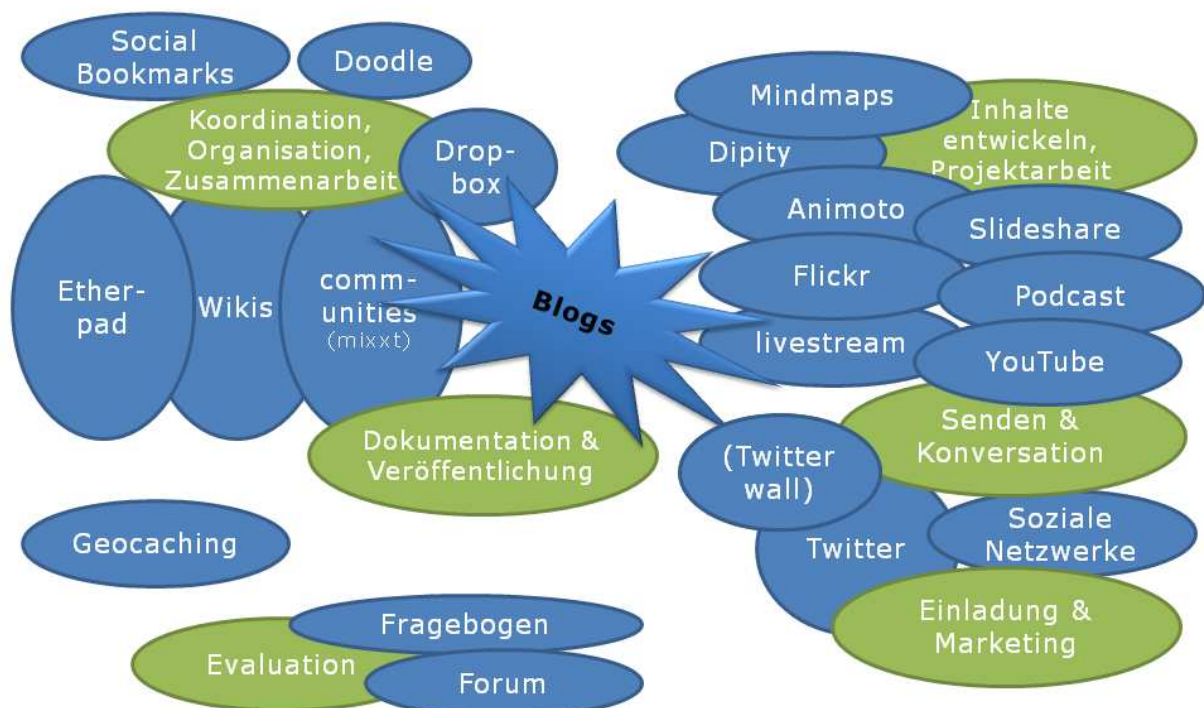 Social
Bookmarks
Doodle
Koordination,
Organisation,
Zusammenarbeit
Drop-
box
Ether-
pad
Wikis
comm-
unities
(mixxt)
Blogs
Dokumentation &
Veröffentlichung
Geocaching
Fragebogen
Evaluation
Forum
Mindmaps
Inhalte
entwickeln,
Projektarbeit
Dipity
Animoto
Slideshare
Flickr
Podcast
livestream
YouTube
Senden &
Konversation
(Twitter
wall)
Twitter
Soziale
Netzwerke
Einladung &
Marketing